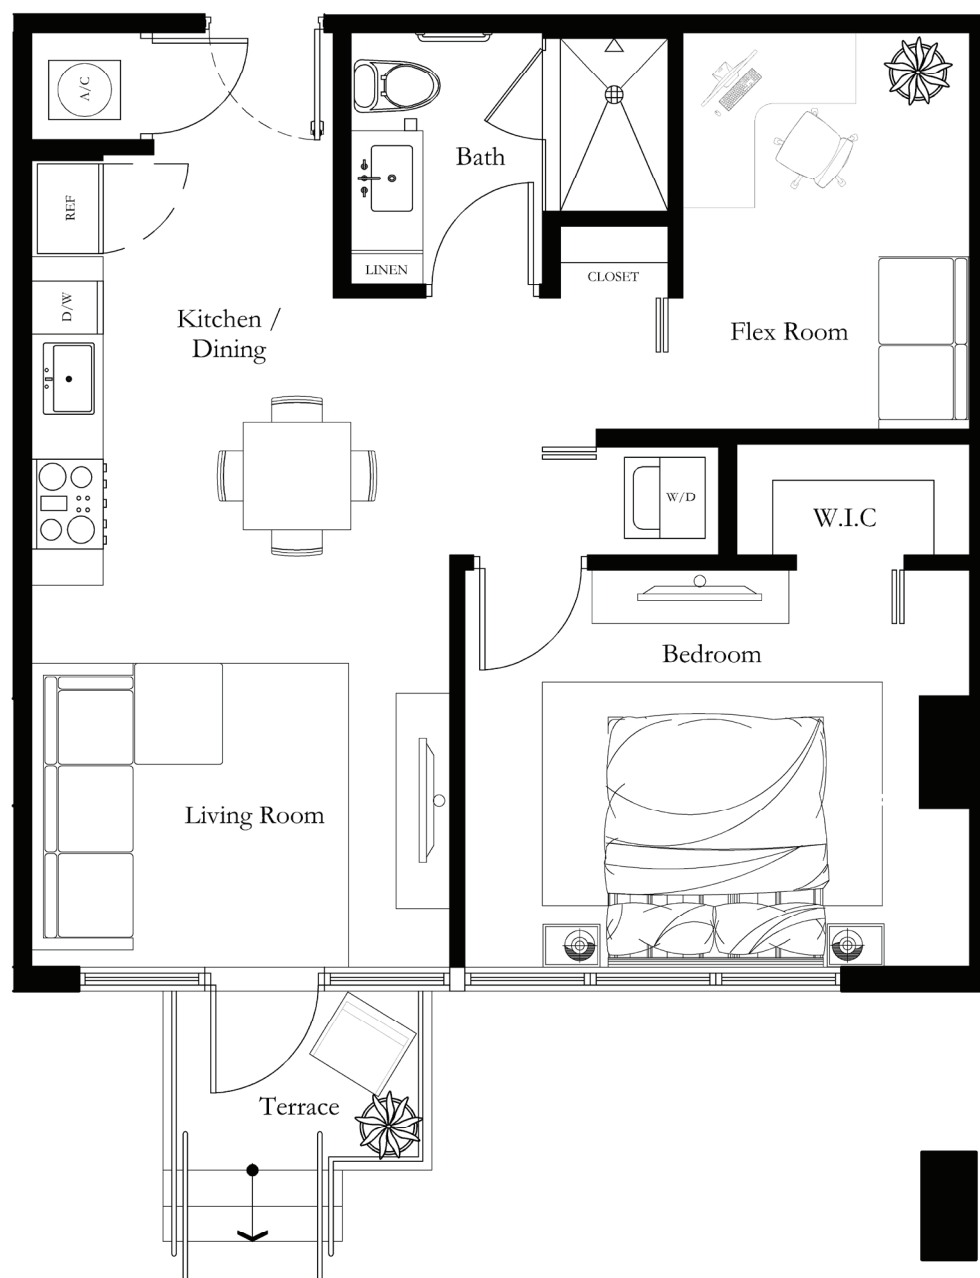 A/C
Bath
REF
LINEN
CLOSET
D/W
Kitchen /
Dining
Flex Room
W/D
W.I.C
Bedroom
Living Room
Terrace